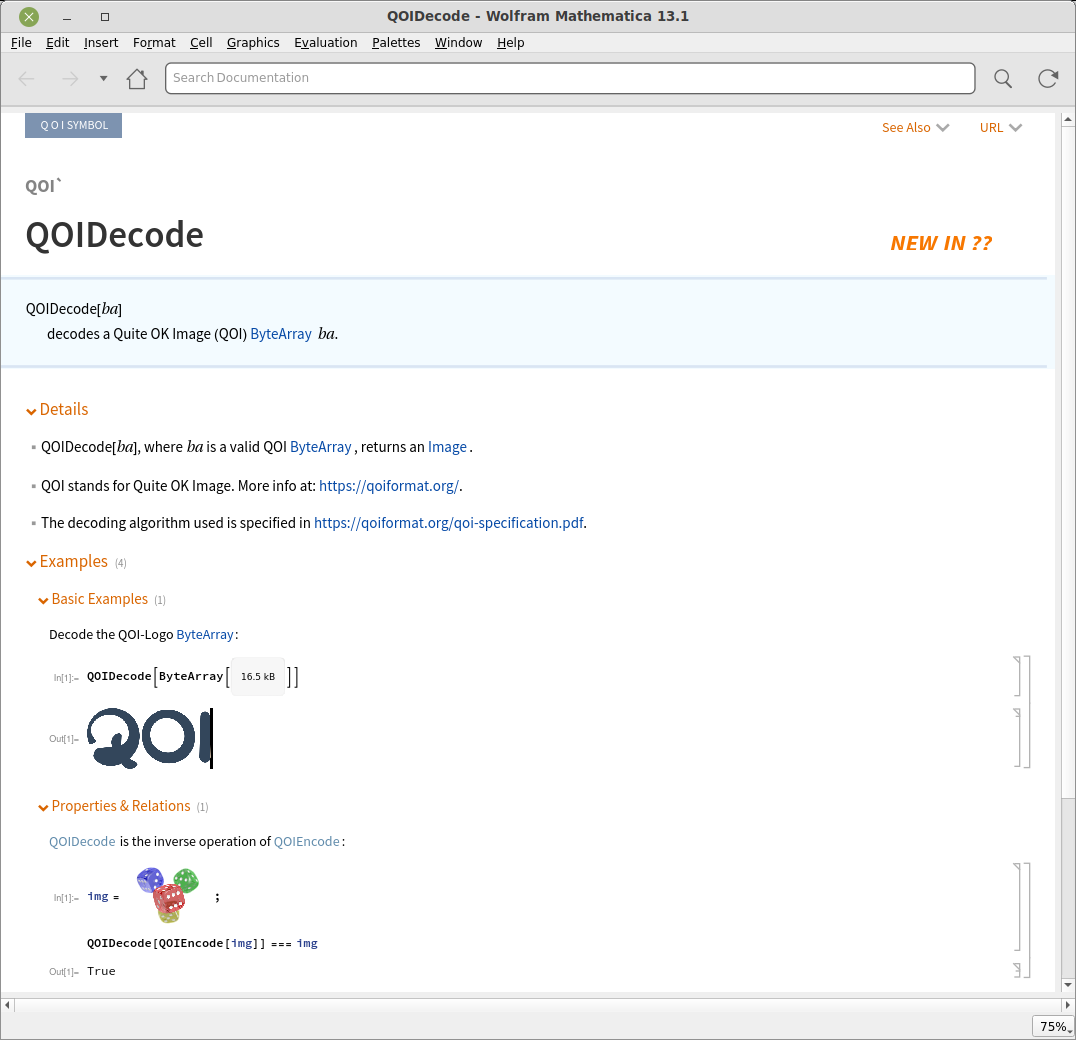 QOIDecode - Wolfram Mathematica 13.1
File Edit Insert Format Cell Graphics Evaluation Palettes Window Help
Search Documentation
Q O I SYMBOL
See Also URL
QOI`
QOIDecode
NEW IN ??
QOIDecode[ba]
decodes a Quite OK Image (QOI) ByteArray ba.
Details
QOIDecode[ba], where ba is a valid QOI ByteArray , returns an Image .
QOI stands for Quite OK Image. More info at: https://qoiformat.org/.
The decoding algorithm used is specified in https://qoiformat.org/qoi-specification.pdf.
Examples (4)
Basic Examples (1)
Decode the QOI-Logo ByteArray:
In[1]:= QOIDecode[ByteArray[ 16.5 kB ]]
Out[1]= QOI
Properties & Relations (1)
QOIDecode is the inverse operation of QOIEncode:
In[1]:= img = ;
QOIDecode[QOIEncode[img]] === img
Out[1]= True
75%